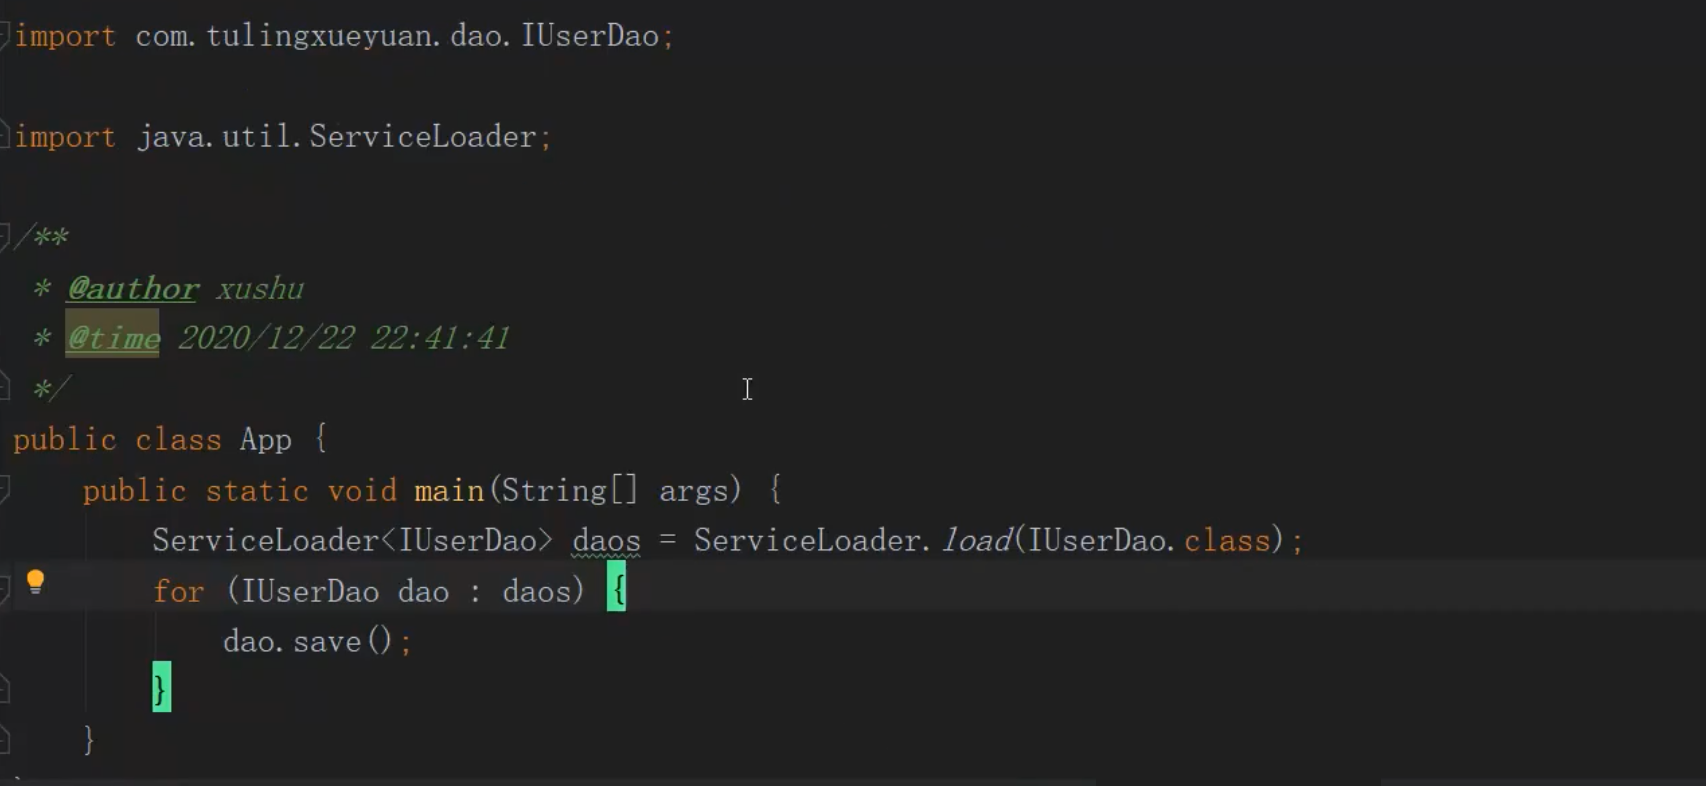 import com.tulingxueyuan.dao.IUserDao;
import java.util.ServiceLoader;
/**
 * @author xushu
 * @time 2020/12/22 22:41:41
 */
public class App {
    public static void main(String[] args) {
        ServiceLoader<IUserDao> daos = ServiceLoader.load(IUserDao.class);
        for (IUserDao dao : daos) {
            dao.save();
        }
    }